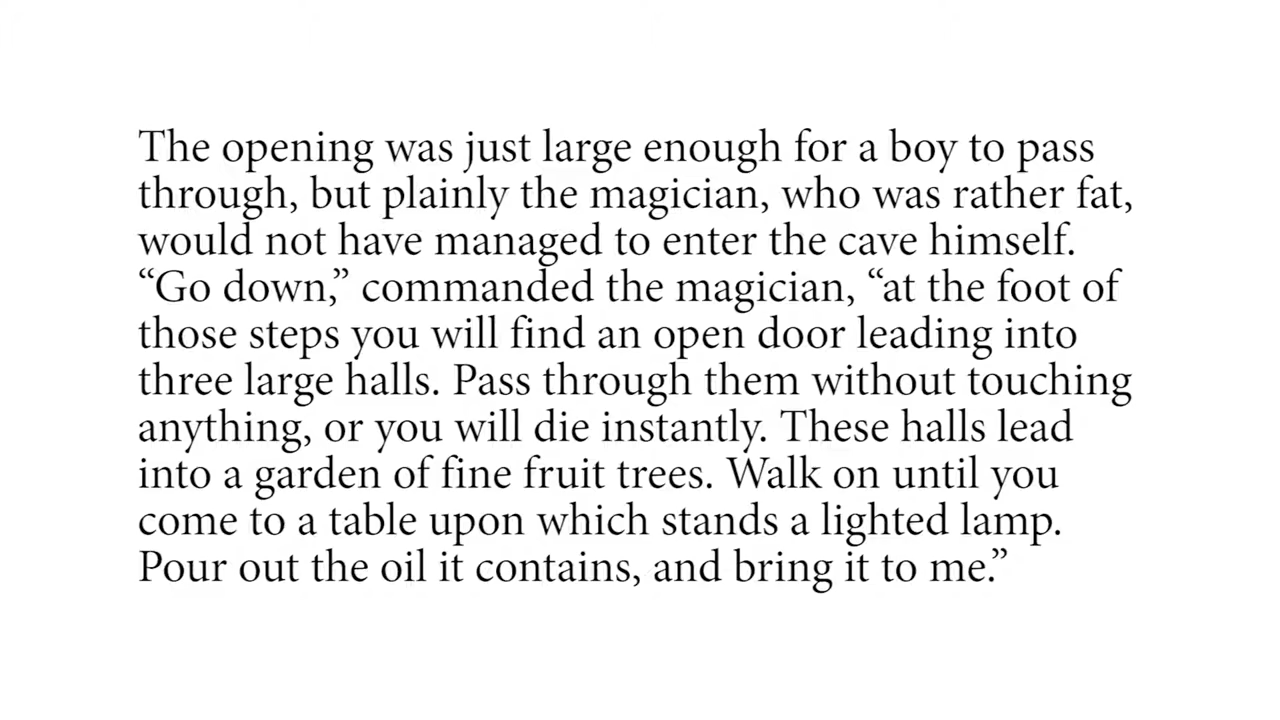 The opening was just large enough for a boy to pass
through, but plainly the magician, who was rather fat,
would not have managed to enter the cave himself.
“Go down,” commanded the magician, “at the foot of
those steps you will find an open door leading into
three large halls. Pass through them without touching
anything, or you will die instantly. These halls lead
into a garden of fine fruit trees. Walk on until you
come to a table upon which stands a lighted lamp.
Pour out the oil it contains, and bring it to me.”